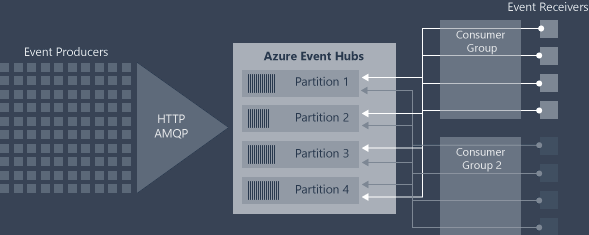 Event Receivers
Event Producers
HTTP
AMQP
Azure Event Hubs
Partition 1
Partition 2
Partition 3
Partition 4
Consumer
Group
Consumer
Group 2